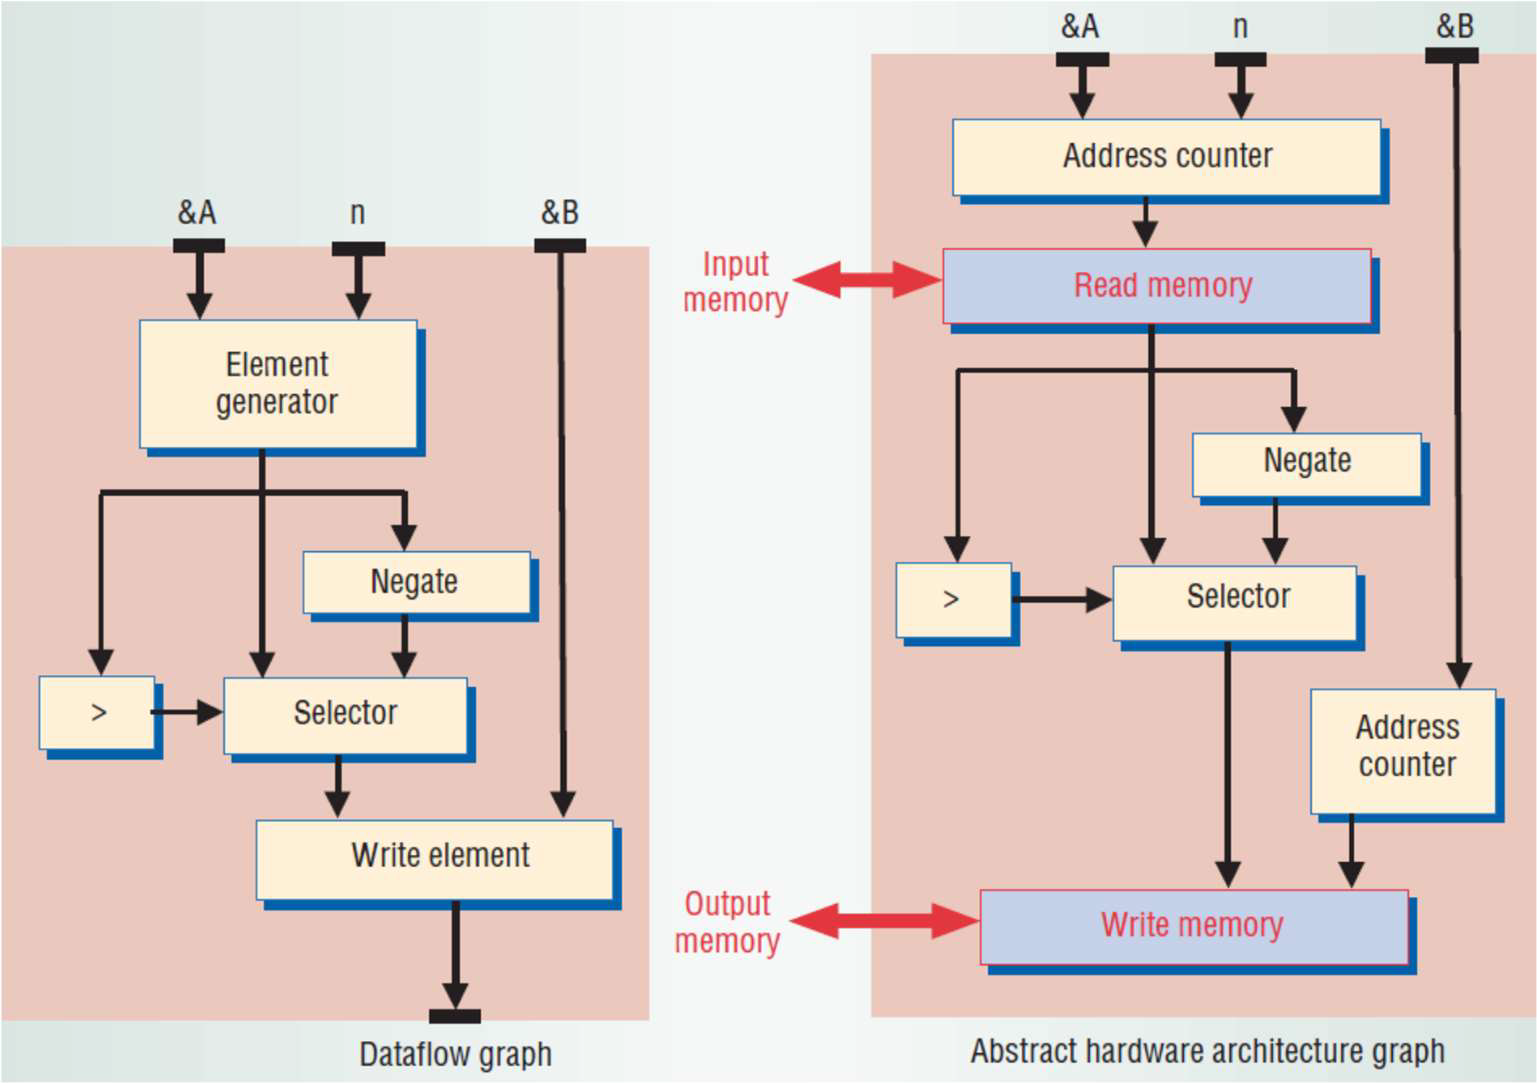 &A
n
&B
Element
generator
Negate
>
Selector
Write element
Dataflow graph
&A
n
&B
Address counter
Input
memory
Read memory
Negate
>
Selector
Address
counter
Output
memory
Write memory
Abstract hardware architecture graph